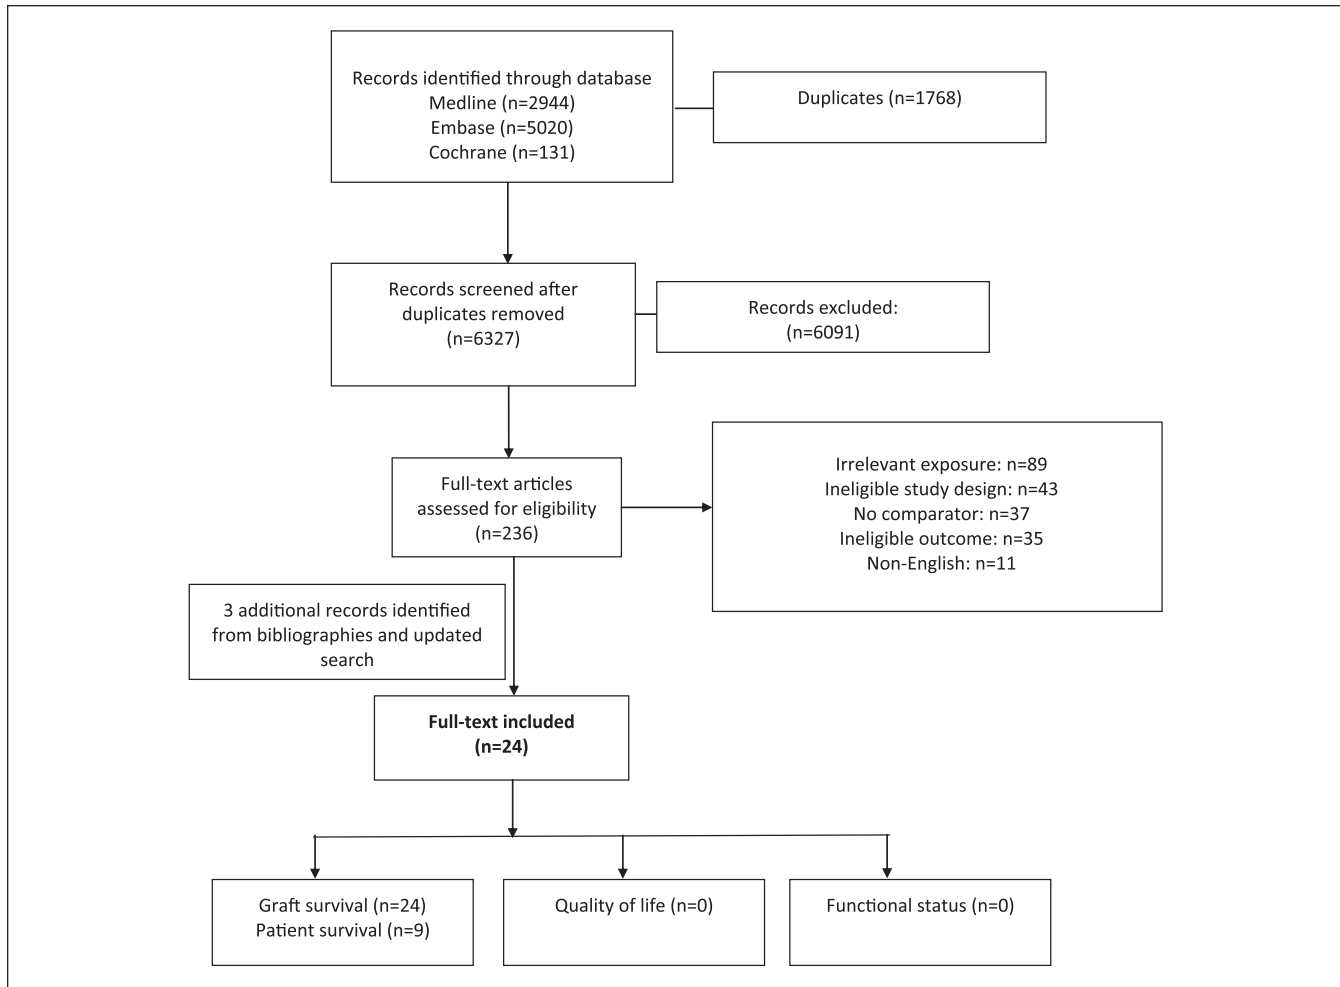 Records identified through database
Medline (n=2944)
Embase (n=5020)
Cochrane (n=131)
Duplicates (n=1768)
Records screened after
duplicates removed
(n=6327)
Records excluded:
(n=6091)
Full-text articles
assessed for eligibility
(n=236)
Irrelevant exposure: n=89
Ineligible study design: n=43
No comparator: n=37
Ineligible outcome: n=35
Non-English: n=11
3 additional records identified
from bibliographies and updated
search
Full-text included
(n=24)
Graft survival (n=24)
Patient survival (n=9)
Quality of life (n=0)
Functional status (n=0)